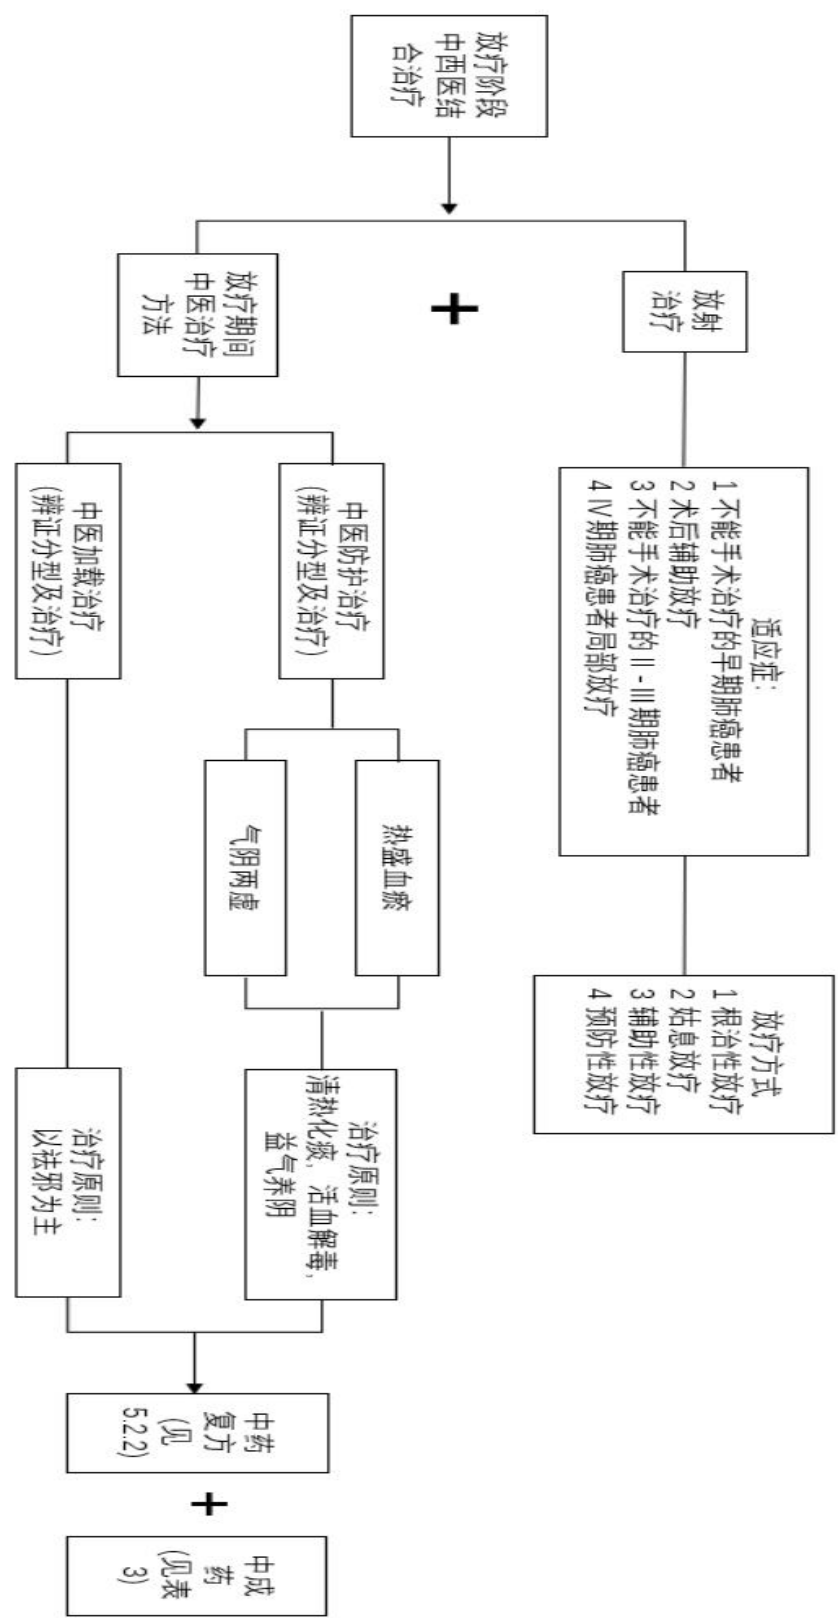 放疗阶段
中西医结
合治疗
放射
治疗
+
放疗期间
中医治疗
方法
适应症:
1 不能手术治疗的早期肺癌患者
2 术后辅助放疗
3 不能手术治疗的 II - III 期肺癌患者
4 IV 期肺癌患者局部放疗
放疗方式
1 根治性放疗
2 姑息放疗
3 辅助性放疗
4 预防性放疗
中医防护治疗
(辨证分型及治疗)
中医加载治疗
(辨证分型及治疗)
热盛血瘀
气阴两虚
治疗原则:
清热化痰, 活血解毒,
益气养阴
治疗原则:
以祛邪为主
中药
复方
(见
5.2.2)
+
中成
药
(见表
3)